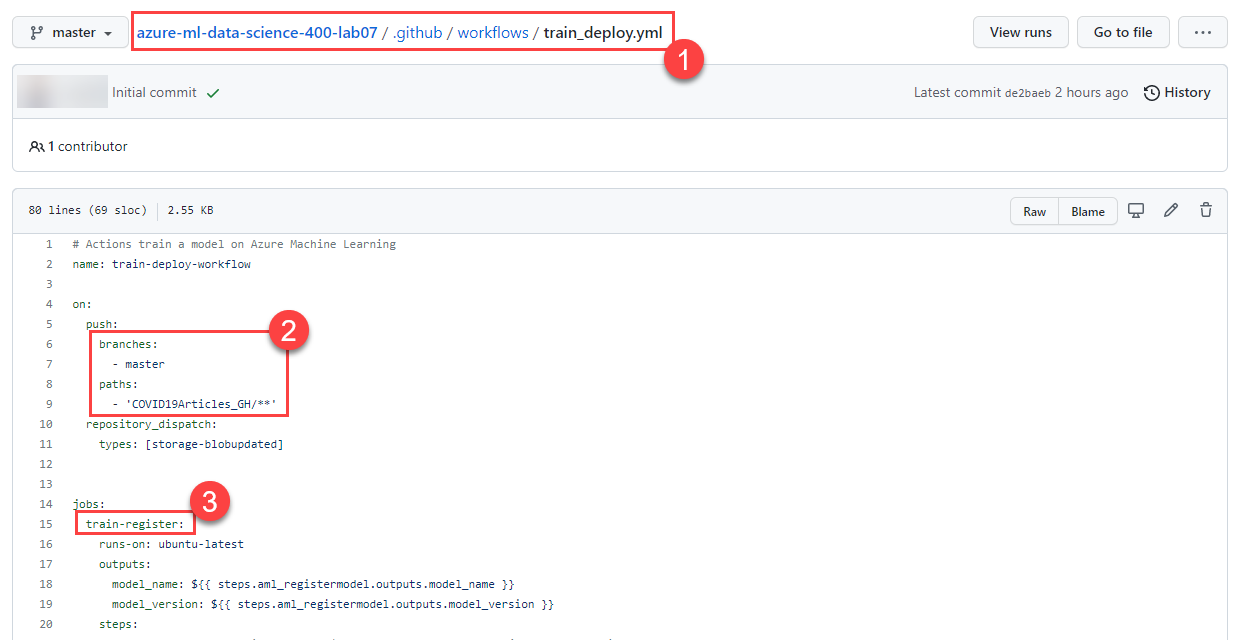 master azure-ml-data-science-400-lab07 / .github / workflows / train_deploy.yml View runs Go to file ...
1
Initial commit Latest commit de2baeb 2 hours ago History
1 contributor
80 lines (69 sloc) 2.55 KB Raw Blame
1 # Actions train a model on Azure Machine Learning
2 name: train-deploy-workflow
3
4 on:
5 push:
2
6 branches:
7 - master
8 paths:
9 - 'COVID19Articles_GH/**'
10 repository_dispatch:
11 types: [storage-blobupdated]
12
13
3
14 jobs:
15 train-register:
16 runs-on: ubuntu-latest
17 outputs:
18 model_name: ${{ steps.aml_registermodel.outputs.model_name }}
19 model_version: ${{ steps.aml_registermodel.outputs.model_version }}
20 steps: